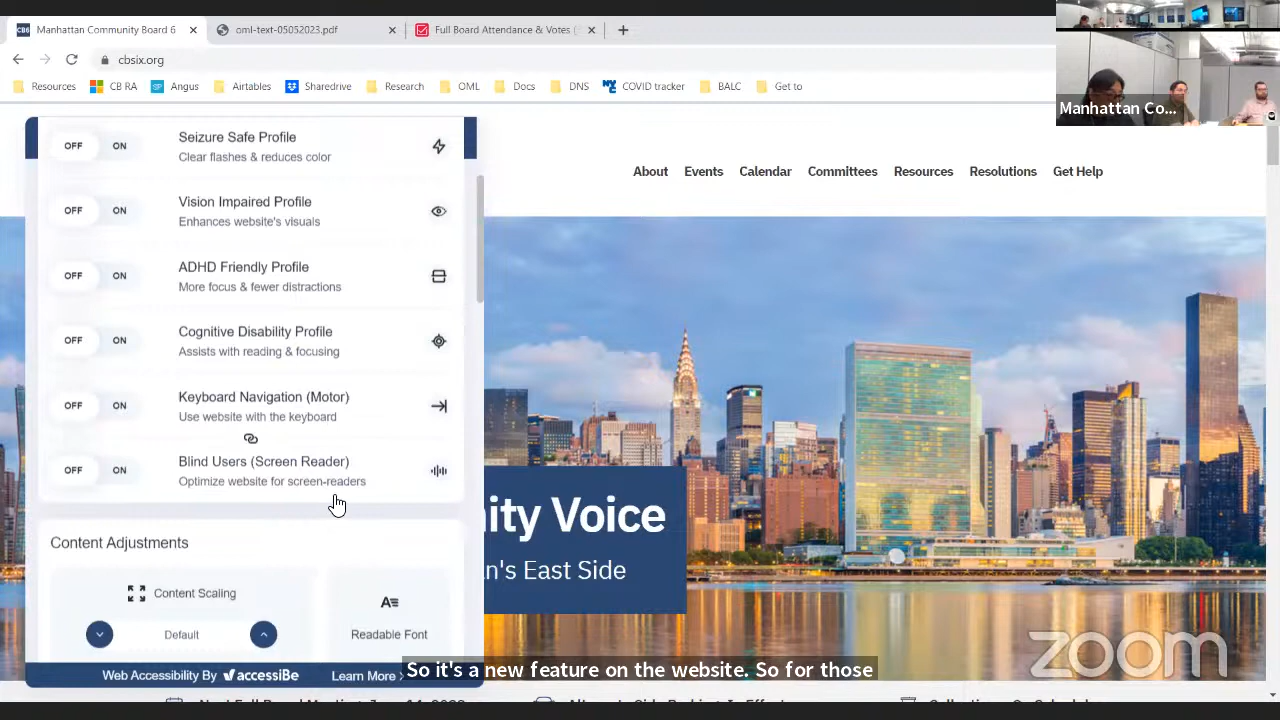 CB6 Manhattan Community Board 6
oml-text-05052023.pdf
Full Board Attendance & Votes (
cbsix.org
Resources CB RA Angus Airtables Sharedrive Research OML Docs DNS COVID tracker BALC Get to
Manhattan Co...
About Events Calendar Committees Resources Resolutions Get Help
OFF ON Seizure Safe Profile
Clear flashes & reduces color
OFF ON Vision Impaired Profile
Enhances website's visuals
OFF ON ADHD Friendly Profile
More focus & fewer distractions
OFF ON Cognitive Disability Profile
Assists with reading & focusing
OFF ON Keyboard Navigation (Motor)
Use website with the keyboard
OFF ON Blind Users (Screen Reader)
Optimize website for screen-readers
Content Adjustments
Content Scaling
Default
Readable Font
Web Accessibility By accessiBe Learn More
ity Voice
an's East Side
zoom
So it's a new feature on the website. So for those